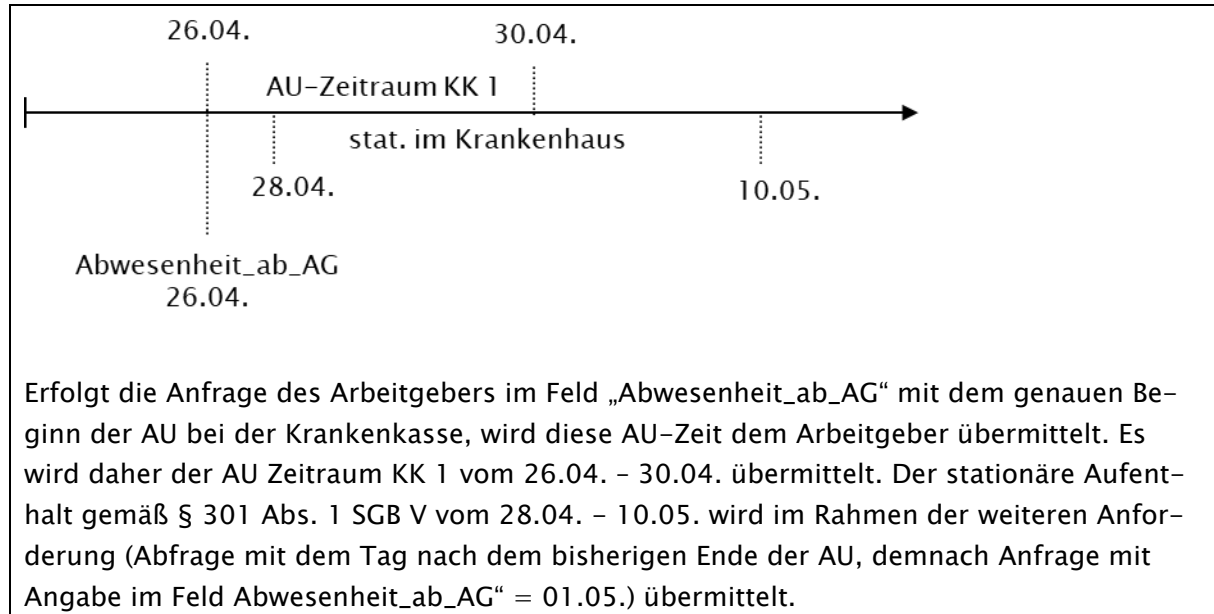 26.04. 30.04.
AU-Zeitraum KK 1
stat. im Krankenhaus
28.04. 10.05.
Abwesenheit_ab_AG
26.04.
Erfolgt die Anfrage des Arbeitgebers im Feld „Abwesenheit_ab_AG“ mit dem genauen Be-
ginn der AU bei der Krankenkasse, wird diese AU-Zeit dem Arbeitgeber übermittelt. Es
wird daher der AU Zeitraum KK 1 vom 26.04. – 30.04. übermittelt. Der stationäre Aufent-
halt gemäß § 301 Abs. 1 SGB V vom 28.04. – 10.05. wird im Rahmen der weiteren Anfor-
derung (Abfrage mit dem Tag nach dem bisherigen Ende der AU, demnach Anfrage mit
Angabe im Feld Abwesenheit_ab_AG“ = 01.05.) übermittelt.